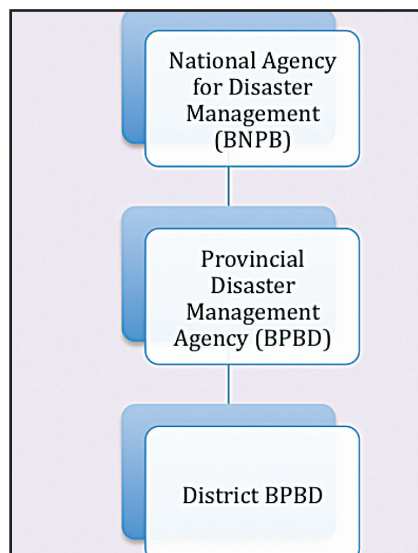 National Agency
for Disaster
Management
(BNPB)
Provincial
Disaster
Management
Agency (BPBD)
District BPBD